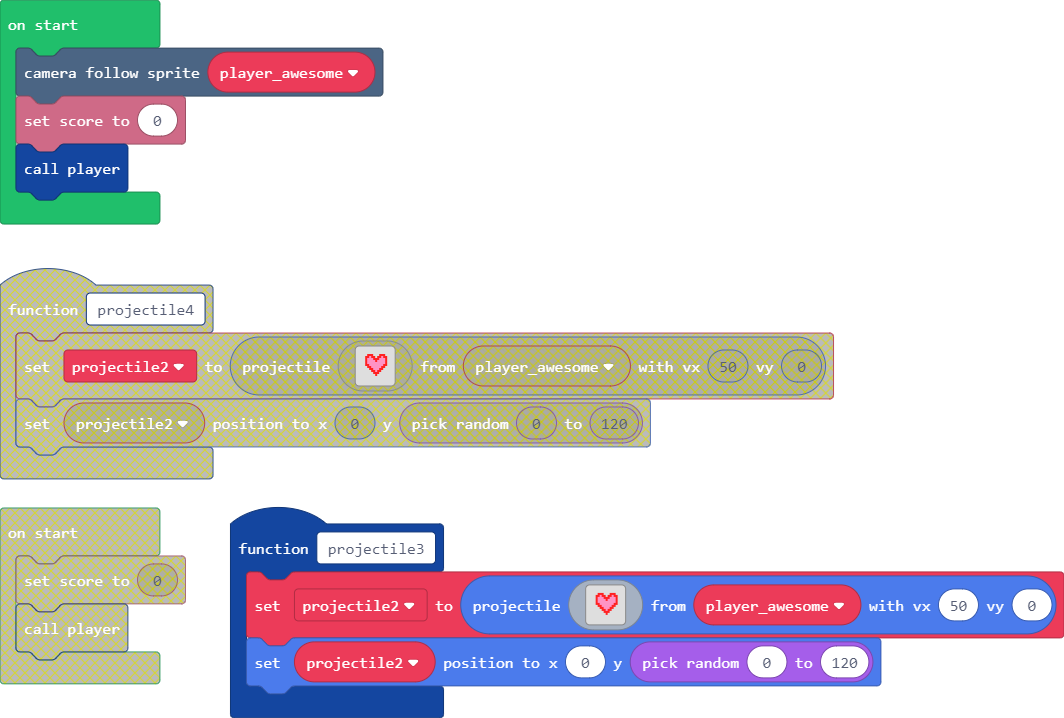 on start
camera follow sprite player_awesome
set score to 0
call player
function projectile4
set projectile2 to projectile from player_awesome with vx 50 vy 0
set projectile2 position to x 0 y pick random 0 to 120
on start
set score to 0
call player
function projectile3
set projectile2 to projectile from player_awesome with vx 50 vy 0
set projectile2 position to x 0 y pick random 0 to 120